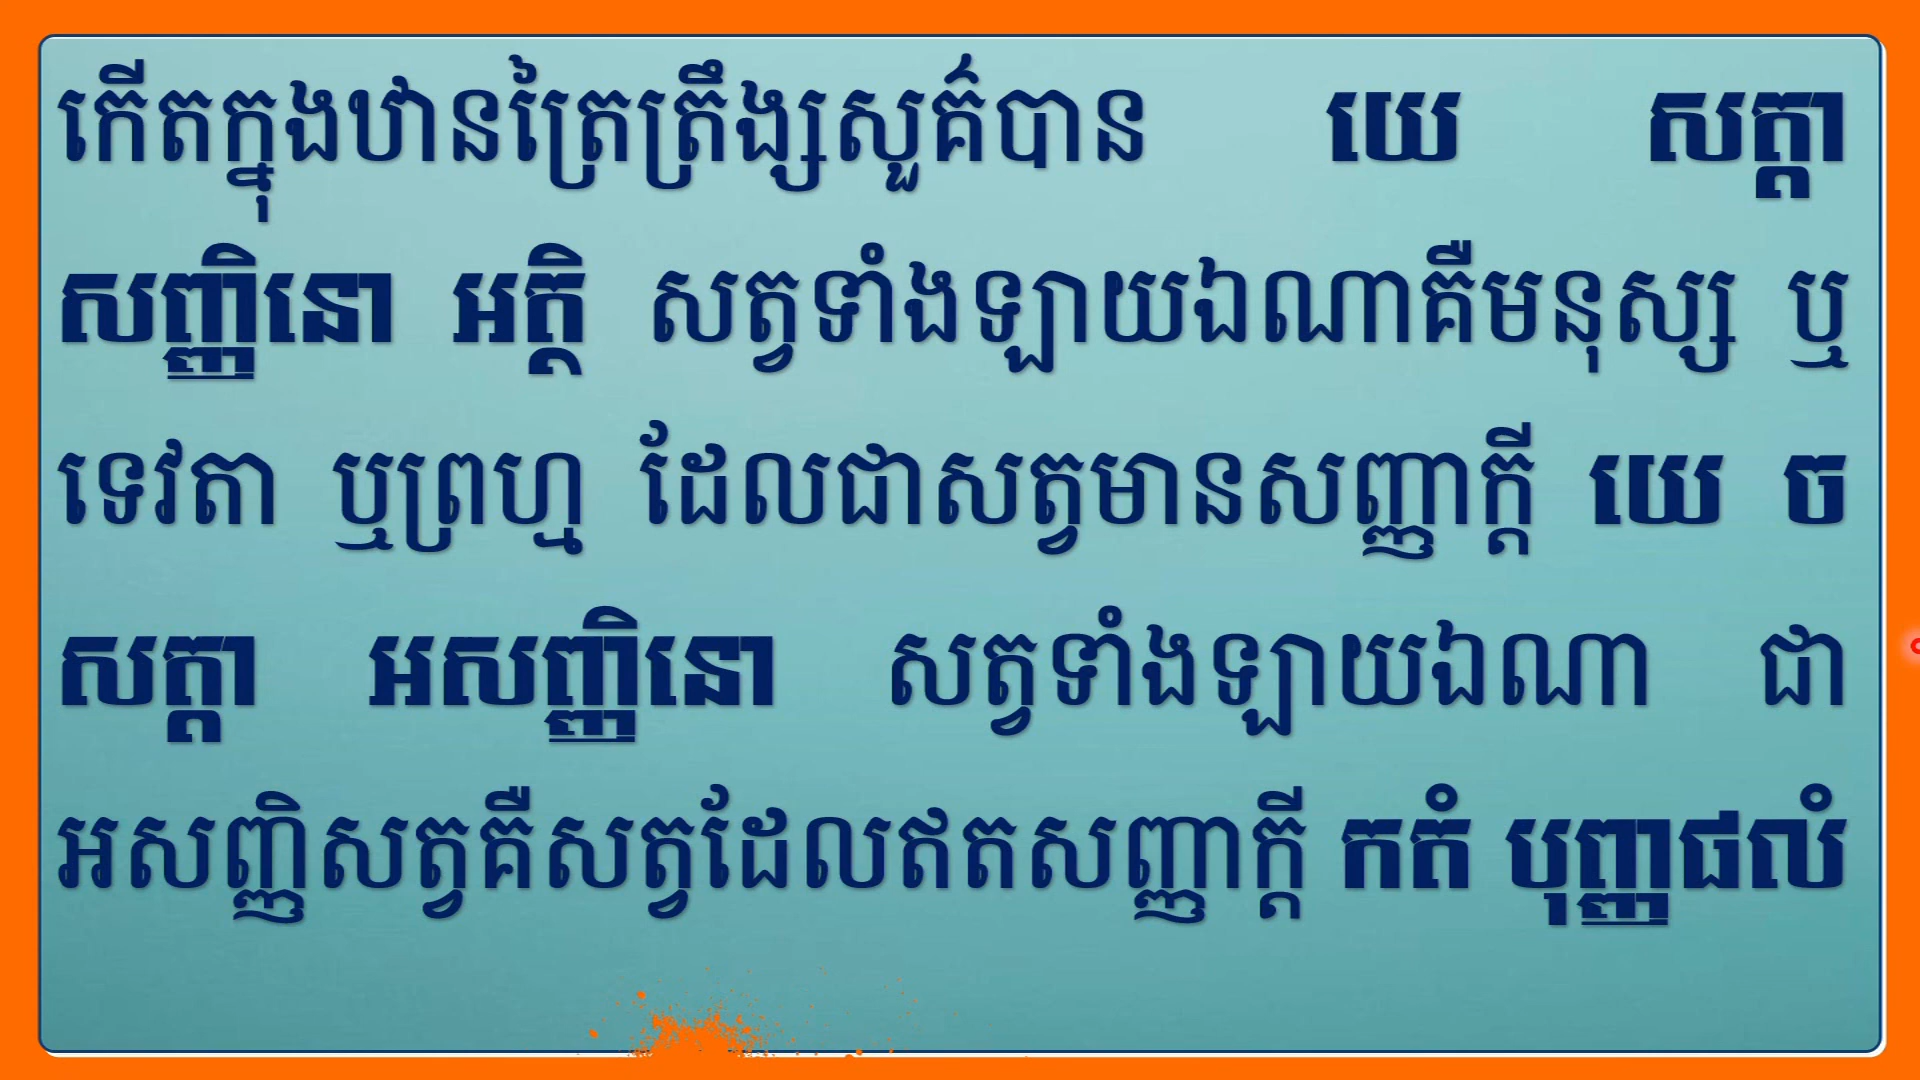 កើតក្នុងឋានត្រៃត្រឹង្សសួគ៌បាន យេ សត្តា
សញ្ញិនោ អត្ថិ សត្វទាំងឡាយឯណាគឺមនុស្ស ឬ
ទេវតា ឬព្រហ្ម ដែលជាសត្វមានសញ្ញាក្តី យេ ច
សត្តា អសញ្ញិនោ សត្វទាំងឡាយឯណា ជា
អសញ្ញិសត្វគឺសត្វដែលឥតសញ្ញាក្តី កតំ បុញ្ញផលំ